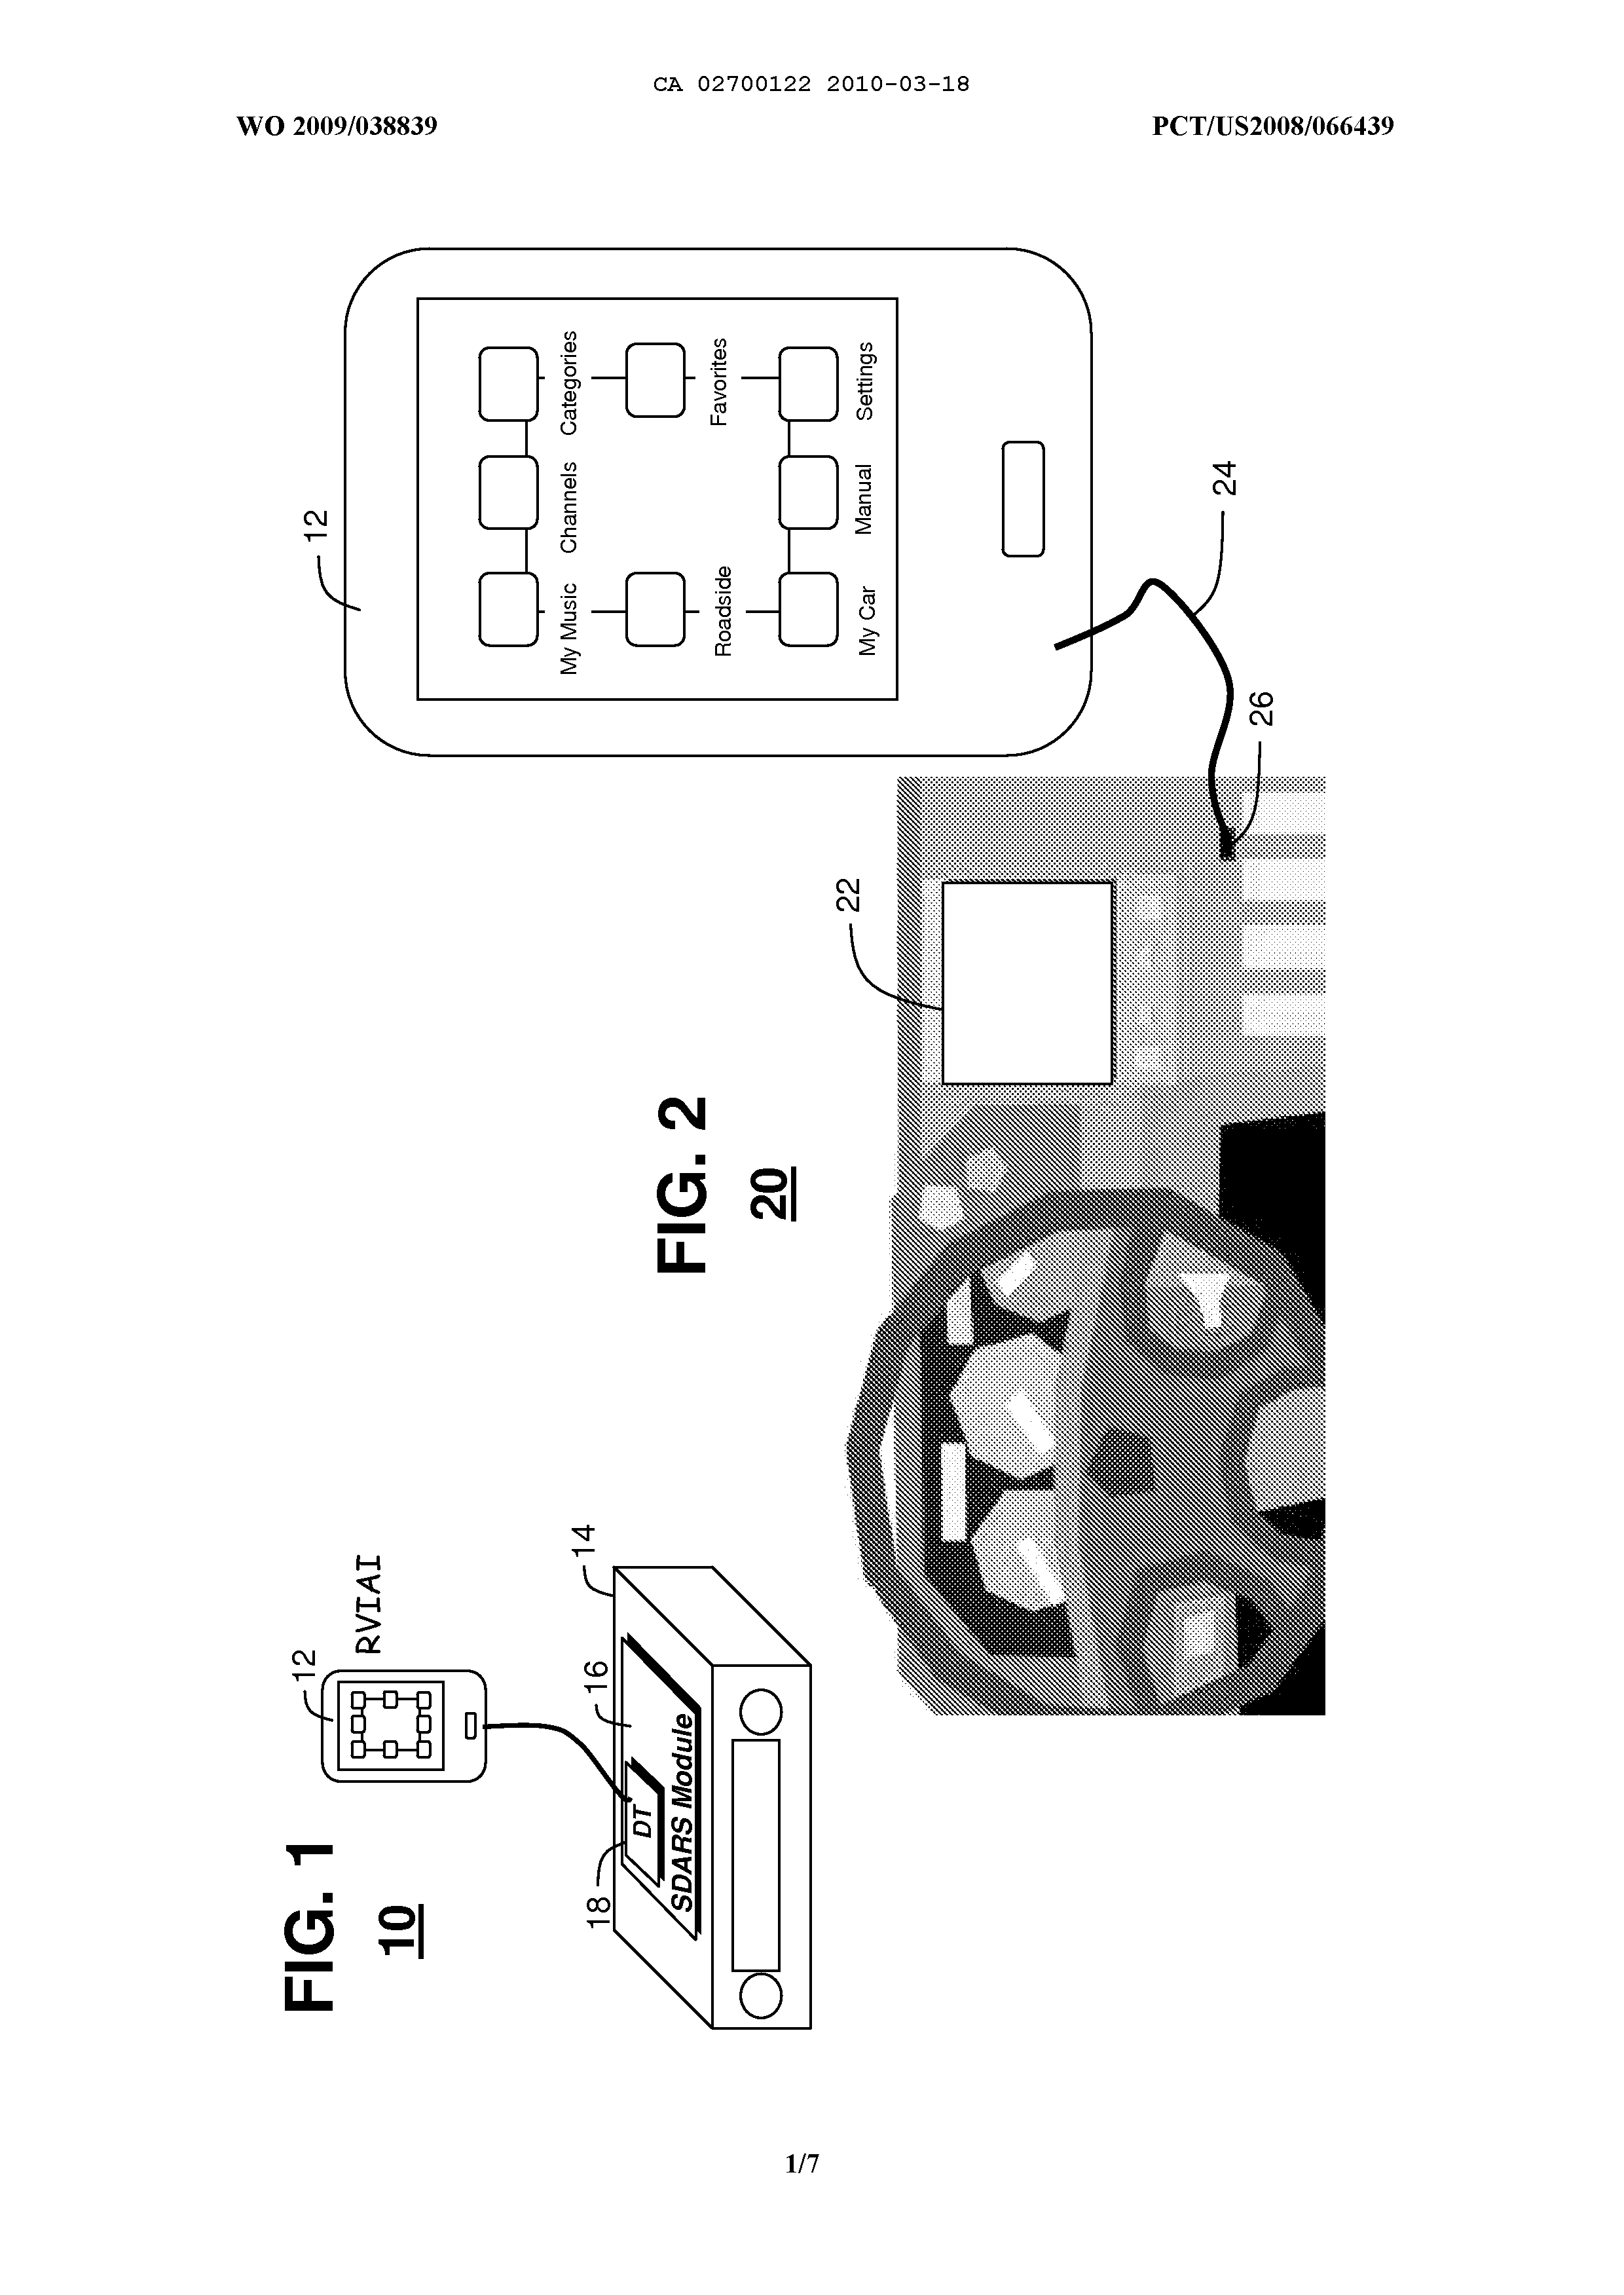 CA 02700122 2010-03-18
WO 2009/038839
PCT/US2008/066439
FIG. 1
10
12
RVIAI
14
16
18
DT
SDARS Module
FIG. 2
20
12
My Music
Channels
Categories
Roadside
Favorites
My Car
Manual
Settings
22
24
26
1/7